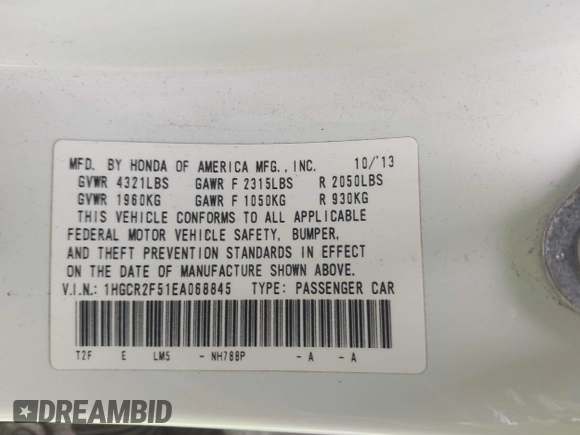 MFD. BY HONDA OF AMERICA MFG., INC. 10/'13
GVWR 4321LBS GAWR F 2315LBS R 2050LBS
GVWR 1960KG GAWR F 1050KG R 930KG
THIS VEHICLE CONFORMS TO ALL APPLICABLE
FEDERAL MOTOR VEHICLE SAFETY, BUMPER,
AND THEFT PREVENTION STANDARDS IN EFFECT
ON THE DATE OF MANUFACTURE SHOWN ABOVE.
V.I.N.: 1HGCR2F51EA068845 TYPE: PASSENGER CAR
T2F E LM5 - NH788P - A - A
DREAMBID